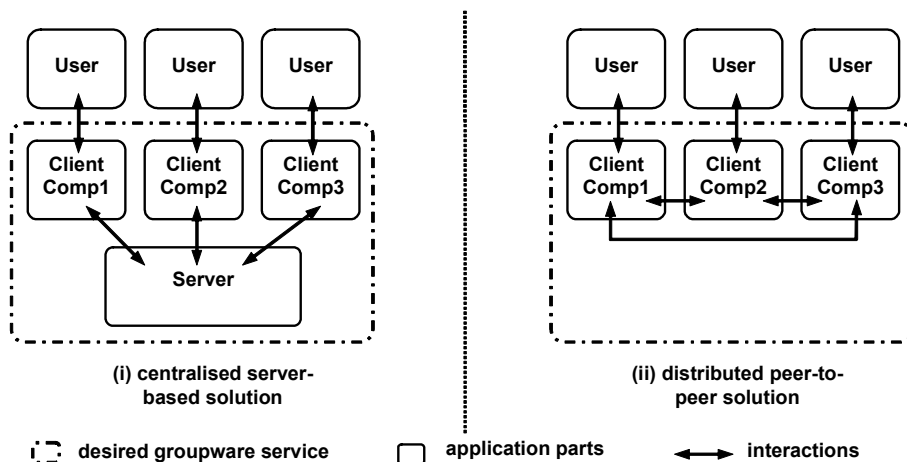 User
User
User
User
User
User
Client
Comp1
Client
Comp2
Client
Comp3
Client
Comp1
Client
Comp2
Client
Comp3
Server
(i) centralised server-
based solution
(ii) distributed peer-to-
peer solution
desired groupware service
application parts
interactions